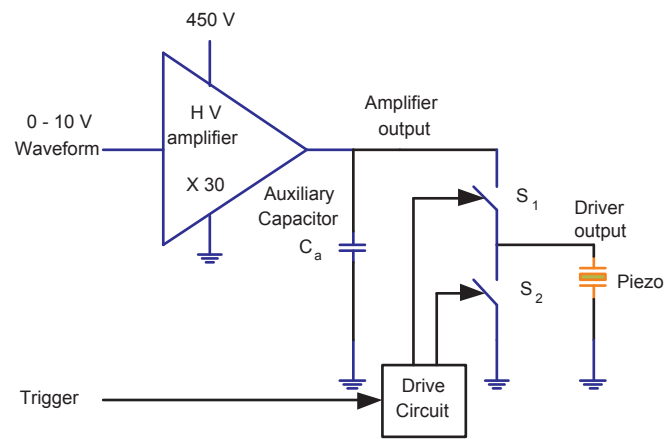 450 V
H V
amplifier
X 30
0 - 10 V
Waveform
Amplifier
output
Auxiliary
Capacitor
C a
S 1
Driver
output
S 2
Piezo
Drive
Circuit
Trigger